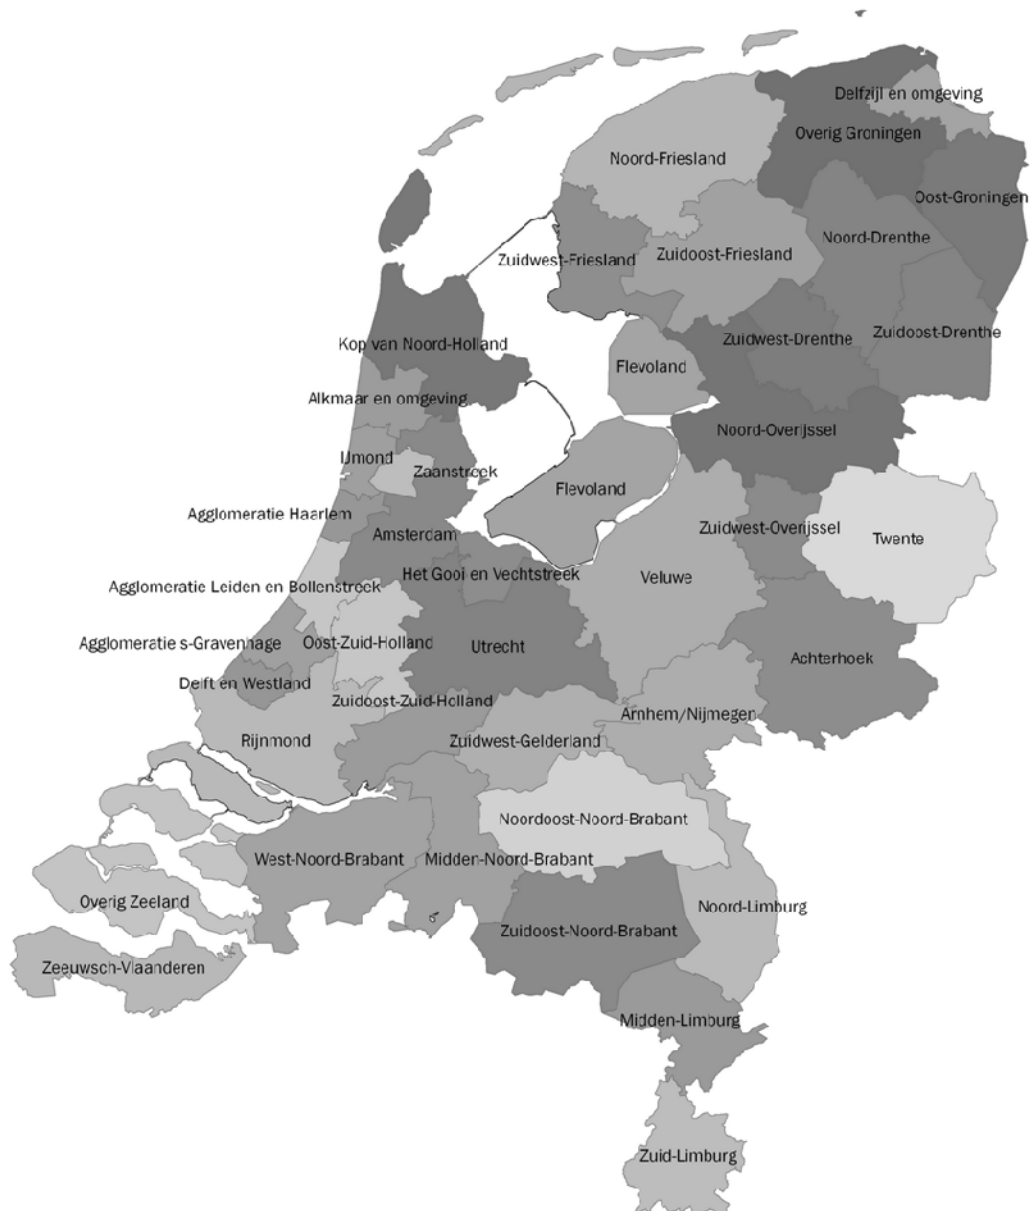 Delfzijl en omgeving
Overig Groningen
Noord-Friesland
Oost-Groningen
Noord-Drenthe
Zuidoost-Friesland
Zuidwest-Friesland
Zuidoost-Drenthe
Zuidwest-Drenthe
Kop van Noord-Holland
Flevoland
Alkmaar en omgeving
Noord-Overijssel
IJmond
Zaanstreek
Flevoland
Agglomeratie Haarlem
Zuidwest-Overijssel
Amsterdam
Twente
Het Gooi en Vechtstreek
Veluwe
Agglomeratie Leiden en Bollenstreek
Agglomeratie s-Gravenhage
Oost-Zuid-Holland
Utrecht
Achterhoek
Delft en Westland
Zuidoost-Zuid-Holland
Arnhem/Nijmegen
Rijnmond
Zuidwest-Gelderland
Noordoost-Noord-Brabant
West-Noord-Brabant
Midden-Noord-Brabant
Overig Zeeland
Noord-Limburg
Zuidoost-Noord-Brabant
Zeeuwsch-Vlaanderen
Midden-Limburg
Zuid-Limburg